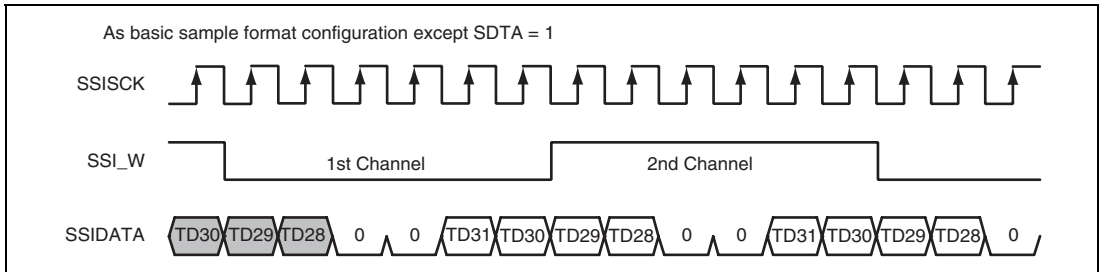 As basic sample format configuration except SDTA = 1
SSISCK
SSI_W 1st Channel 2nd Channel
SSIDATA TD30 TD29 TD28 0 0 TD31 TD30 TD29 TD28 0 0 TD31 TD30 TD29 TD28 0